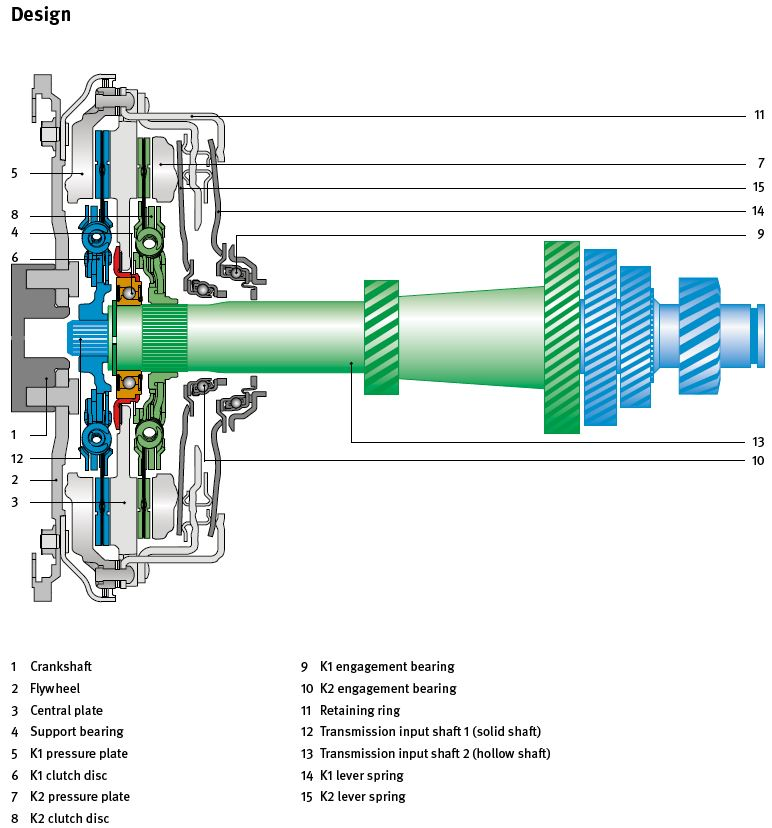 Design
11
7
5
15
14
8
4
9
6
1
13
12
10
2
3
1 Crankshaft
2 Flywheel
3 Central plate
4 Support bearing
5 K1 pressure plate
6 K1 clutch disc
7 K2 pressure plate
8 K2 clutch disc
9 K1 engagement bearing
10 K2 engagement bearing
11 Retaining ring
12 Transmission input shaft 1 (solid shaft)
13 Transmission input shaft 2 (hollow shaft)
14 K1 lever spring
15 K2 lever spring